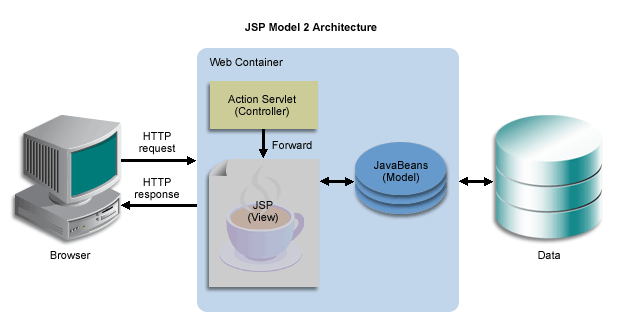 JSP Model 2 Architecture
Web Container
Action Servlet
(Controller)
HTTP
request
Forward
JavaBeans
(Model)
HTTP
response
JSP
(View)
Browser
Data